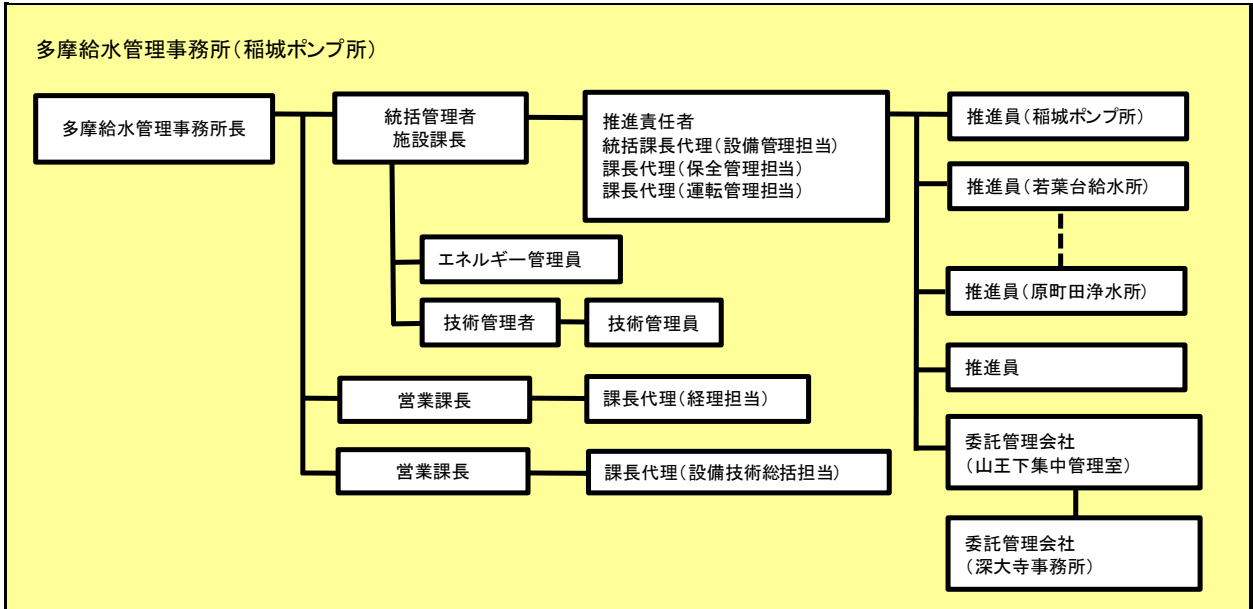 多摩給水管理事務所(稲城ポンプ所)
多摩給水管理事務所長
統括管理者
施設課長
推進責任者
統括課長代理(設備管理担当)
課長代理(保全管理担当)
課長代理(運転管理担当)
推進員(稲城ポンプ所)
推進員(若葉台給水所)
エネルギー管理員
推進員(原町田浄水所)
技術管理者
技術管理員
推進員
営業課長
課長代理(経理担当)
委託管理会社
(山王下集中管理室)
営業課長
課長代理(設備技術総括担当)
委託管理会社
(深大寺事務所)